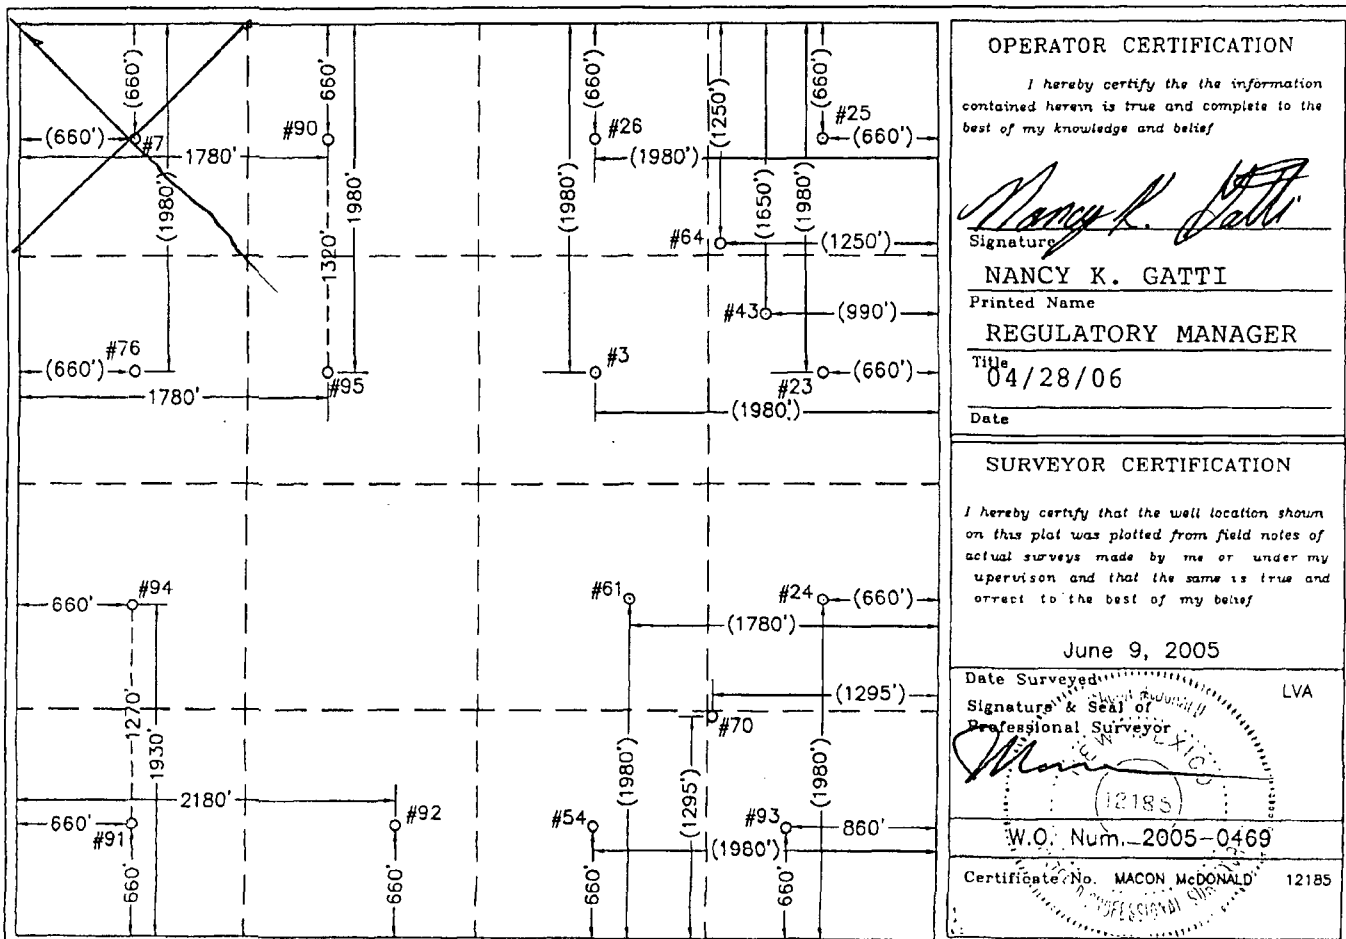 (660')
(1980')
660'
1980'
(660')
(1980')
(1250')
(1650')
(1980')
(660')
(660')
#7
#90
#26
#25
(660')
1780'
(1980')
#64
(1250')
1320'
#43
(990')
#76
(660')
#95
#3
#23
(660')
1780'
(1980')
#94
660'
#61
#24
(660')
(1780')
(1295')
#70
1270'
1930'
(1980')
(1295')
(1980')
2180'
660'
#91
#92
#54
#93
860'
(1980')
660'
660'
660'
660'
OPERATOR CERTIFICATION
I hereby certify the the information
contained herein is true and complete to the
best of my knowledge and belief
Nancy K. Gatti
Signature
NANCY K. GATTI
Printed Name
REGULATORY MANAGER
Title
04/28/06
Date
SURVEYOR CERTIFICATION
I hereby certify that the well location shown
on this plat was plotted from field notes of
actual surveys made by me or under my
upervison and that the same is true and
orrect to the best of my belief
June 9, 2005
Date Surveyed
LVA
Signature & Seal of
Professional Surveyor
NEW MEXICO
12185
W.O. Num. 2005-0469
Certificate No. MACON McDONALD 12185
PROFESSIONAL